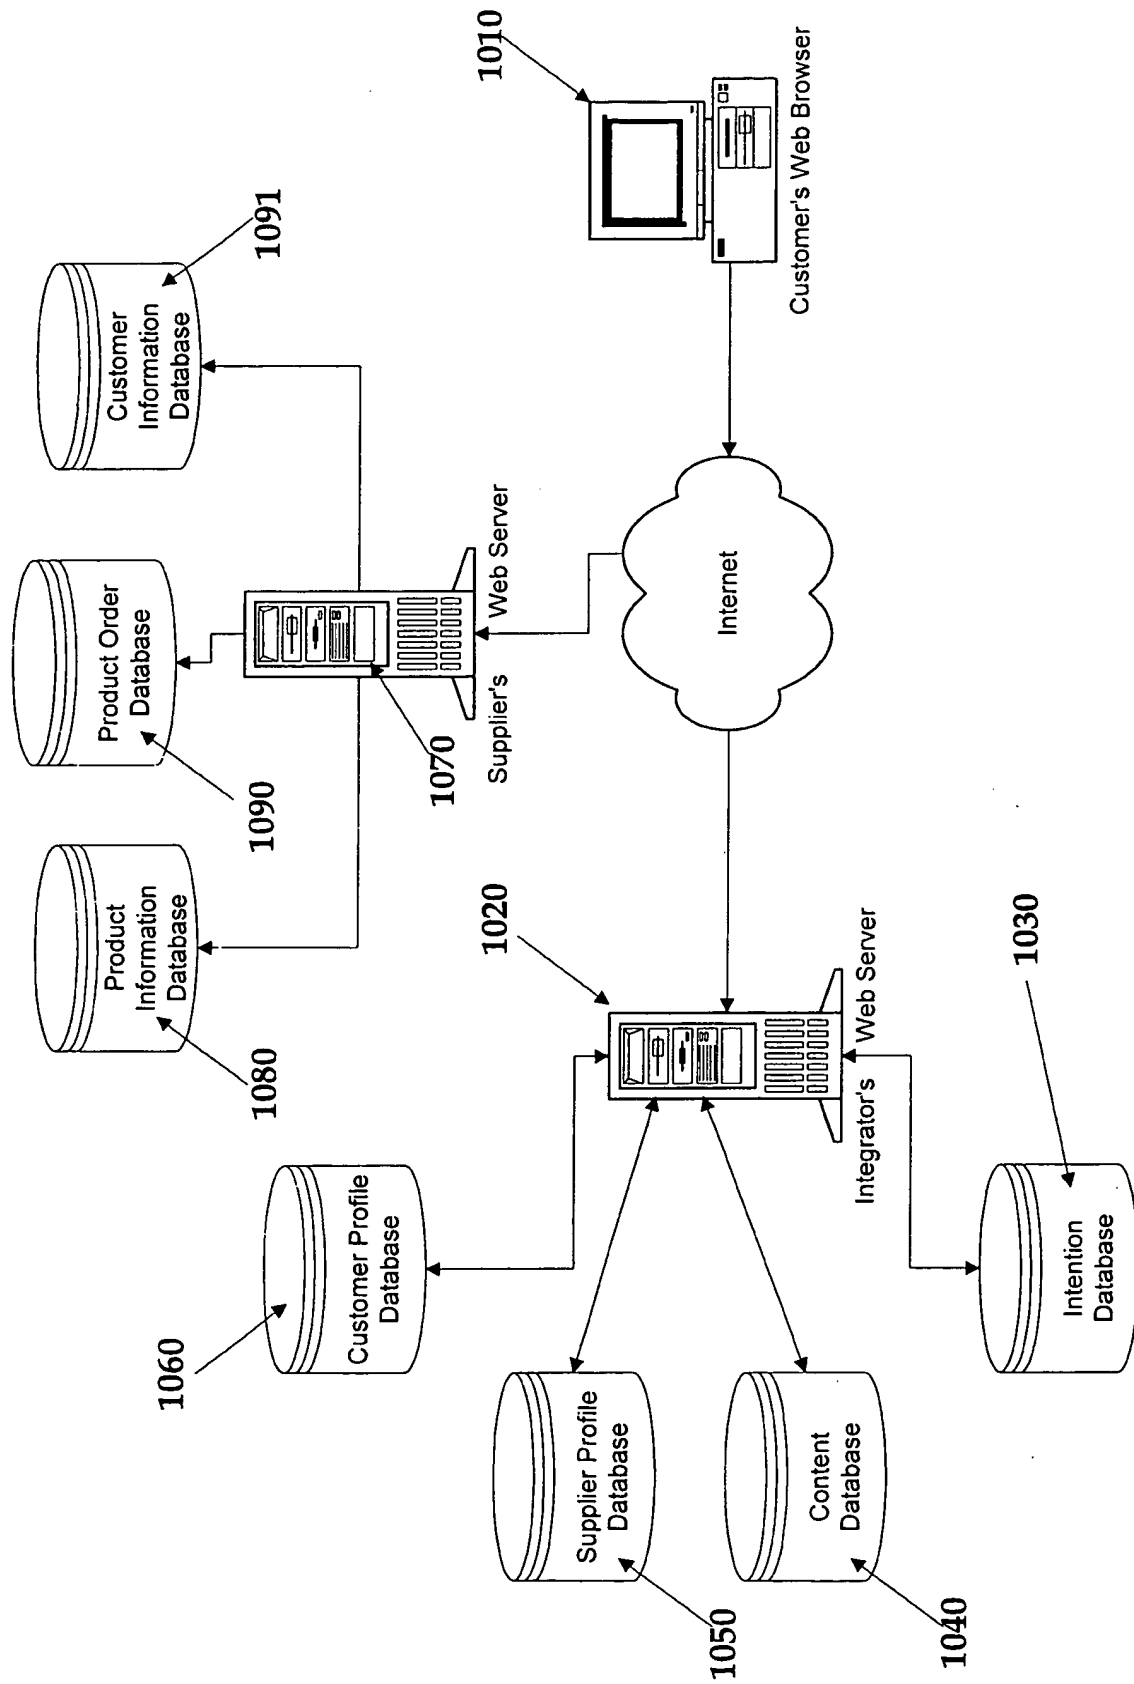 1060
Customer Profile
Database
1050
Supplier Profile
Database
1040
Content
Database
1030
Intention
Database
1020
Integrator's
Web Server
1080
Product
Information
Database
1090
Product Order
Database
1091
Customer
Information
Database
1070
Supplier's
Web Server
Internet
1010
Customer's Web Browser